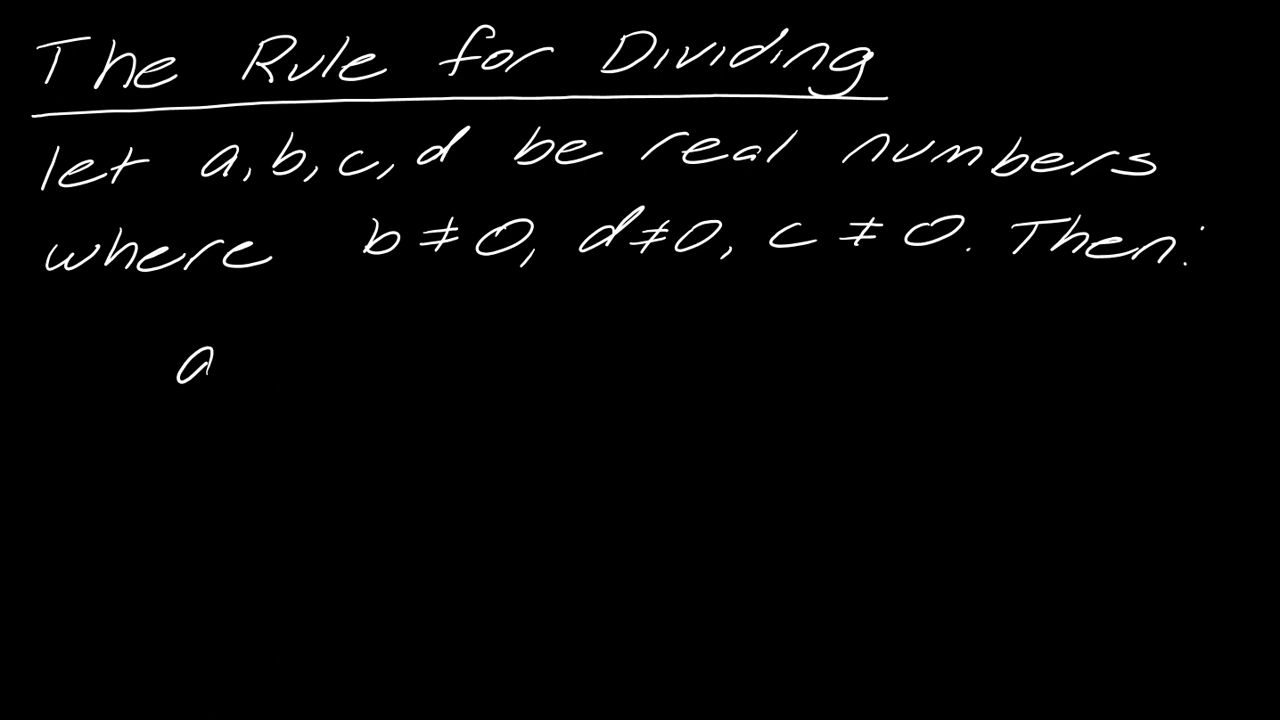 The Rule for Dividing
let a, b, c, d be real numbers
where b ≠ 0, d ≠ 0, c ≠ 0. Then:
a